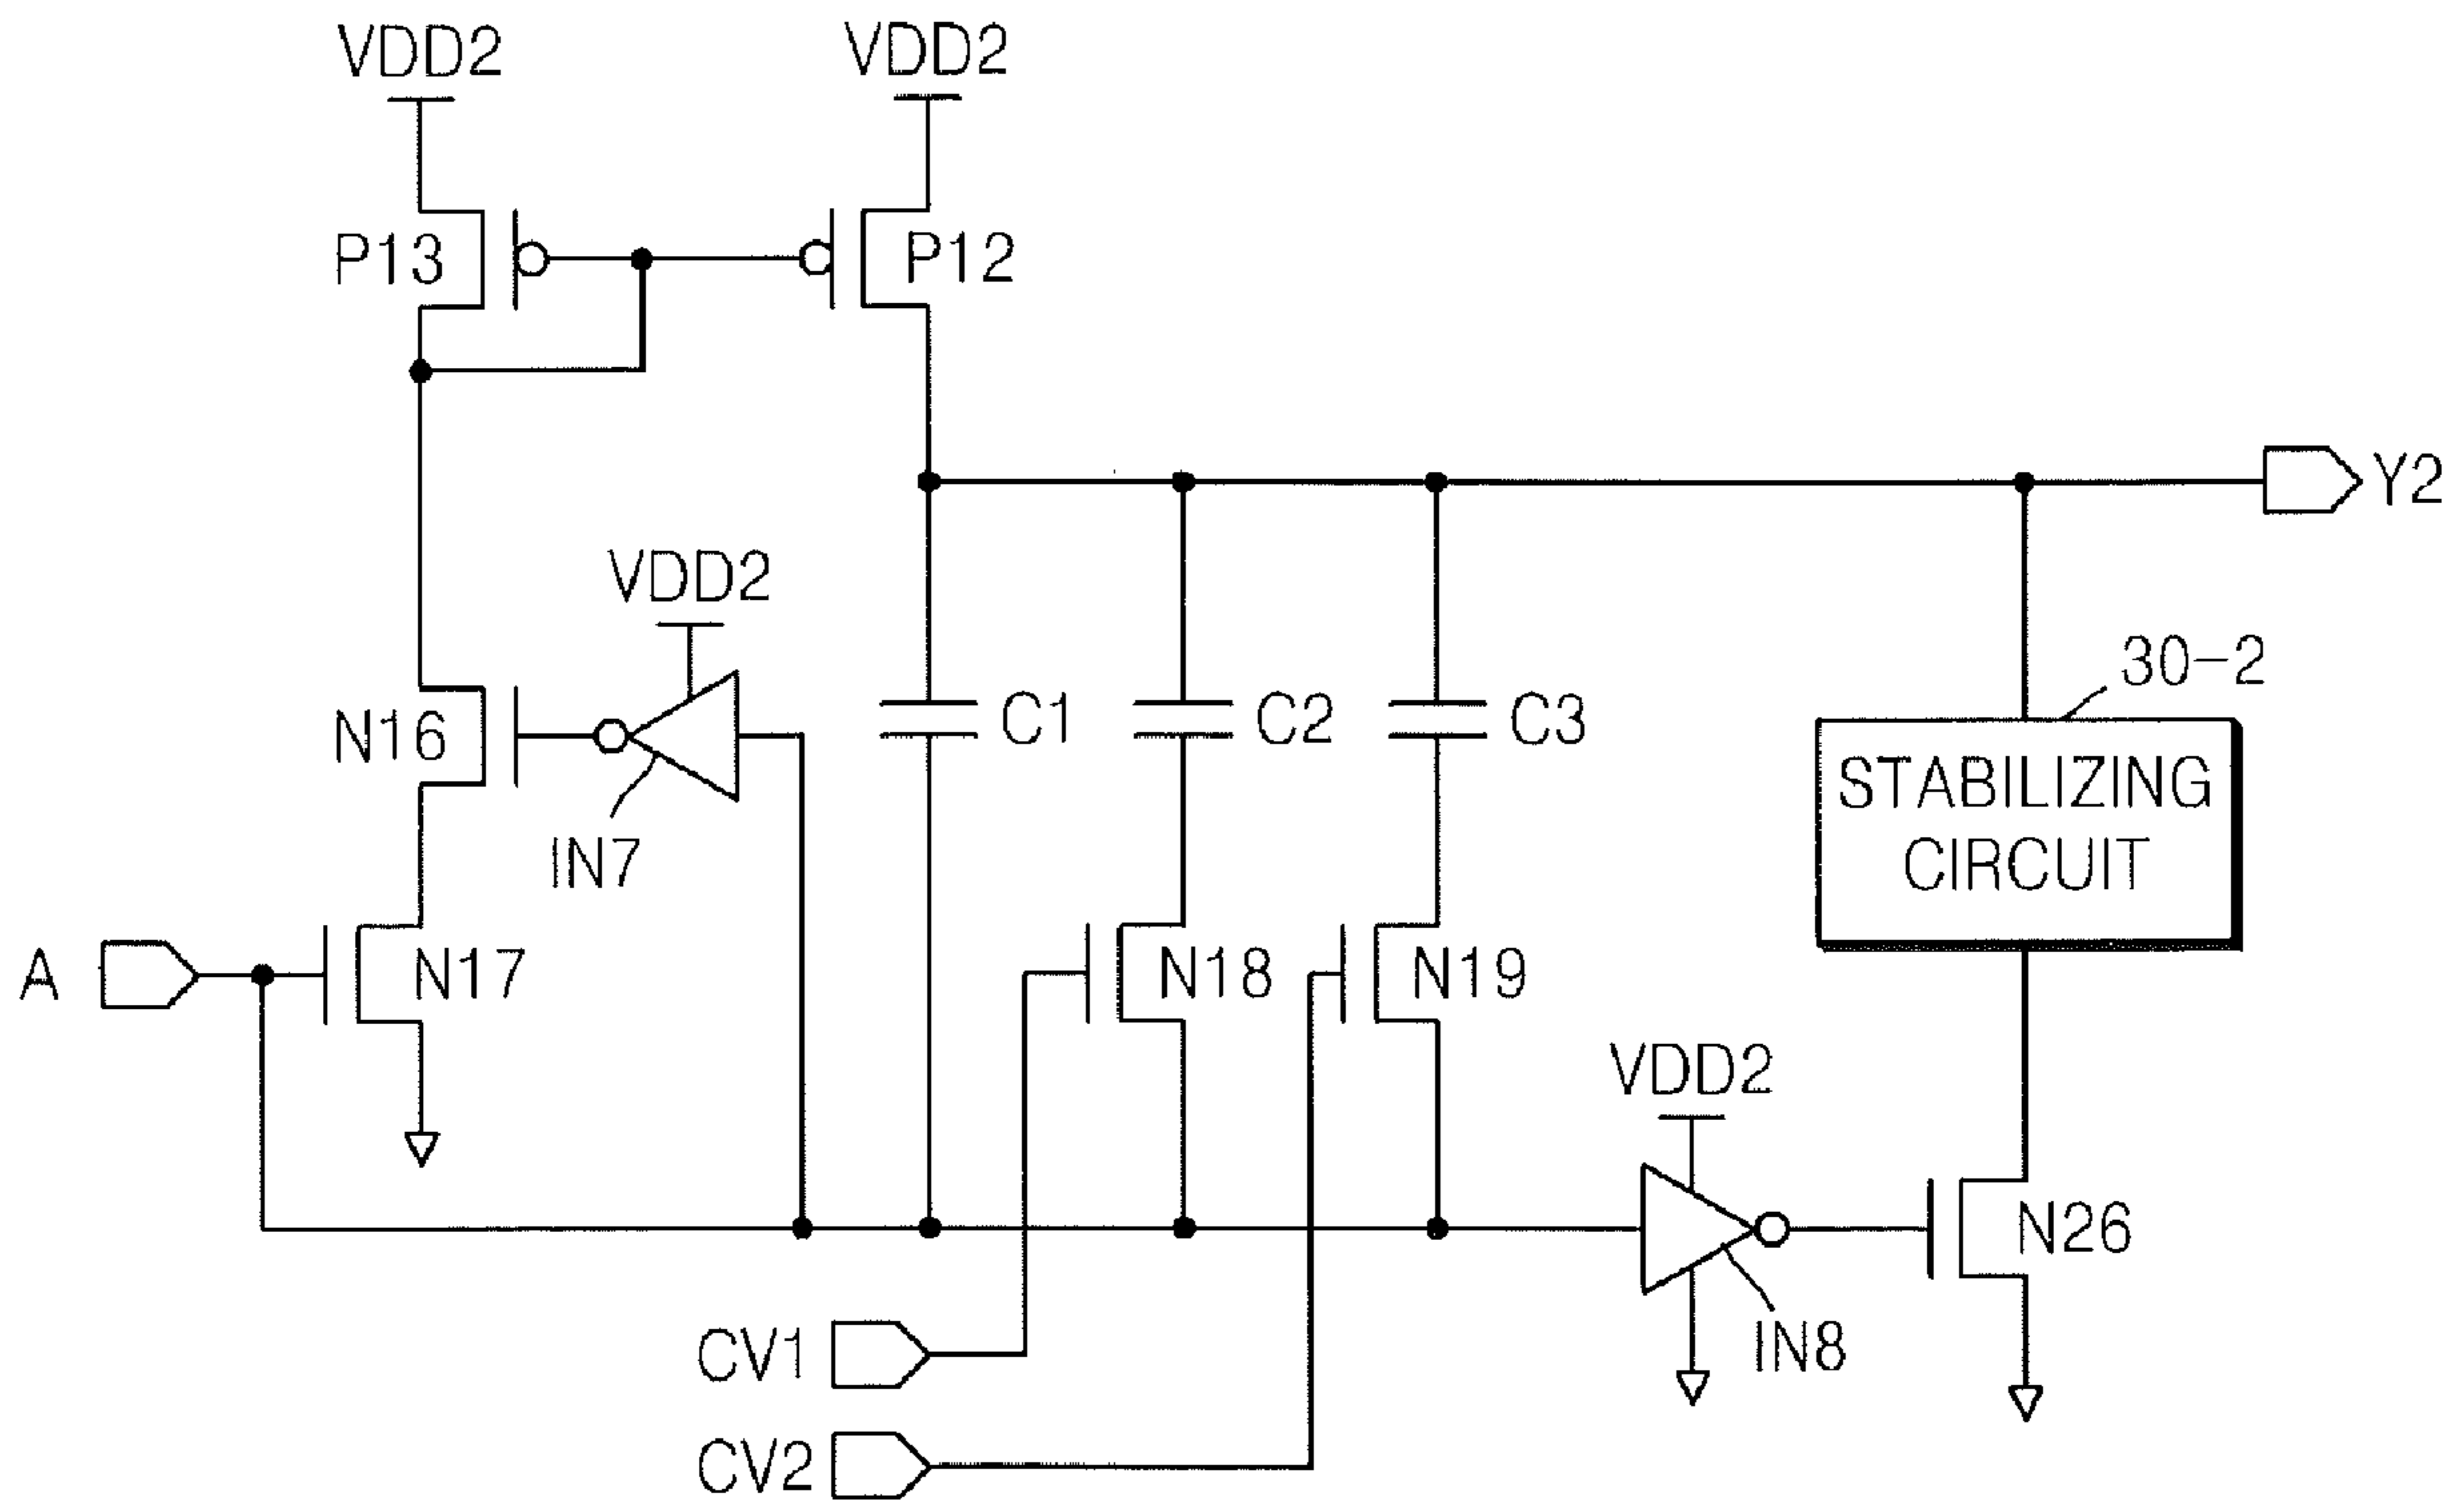 VDD2
VDD2
P13
P12
Y2
VDD2
30-2
N16
C1
C2
C3
STABILIZING
CIRCUIT
IN7
A
N17
N18
N19
VDD2
N26
CV1
IN8
CV2